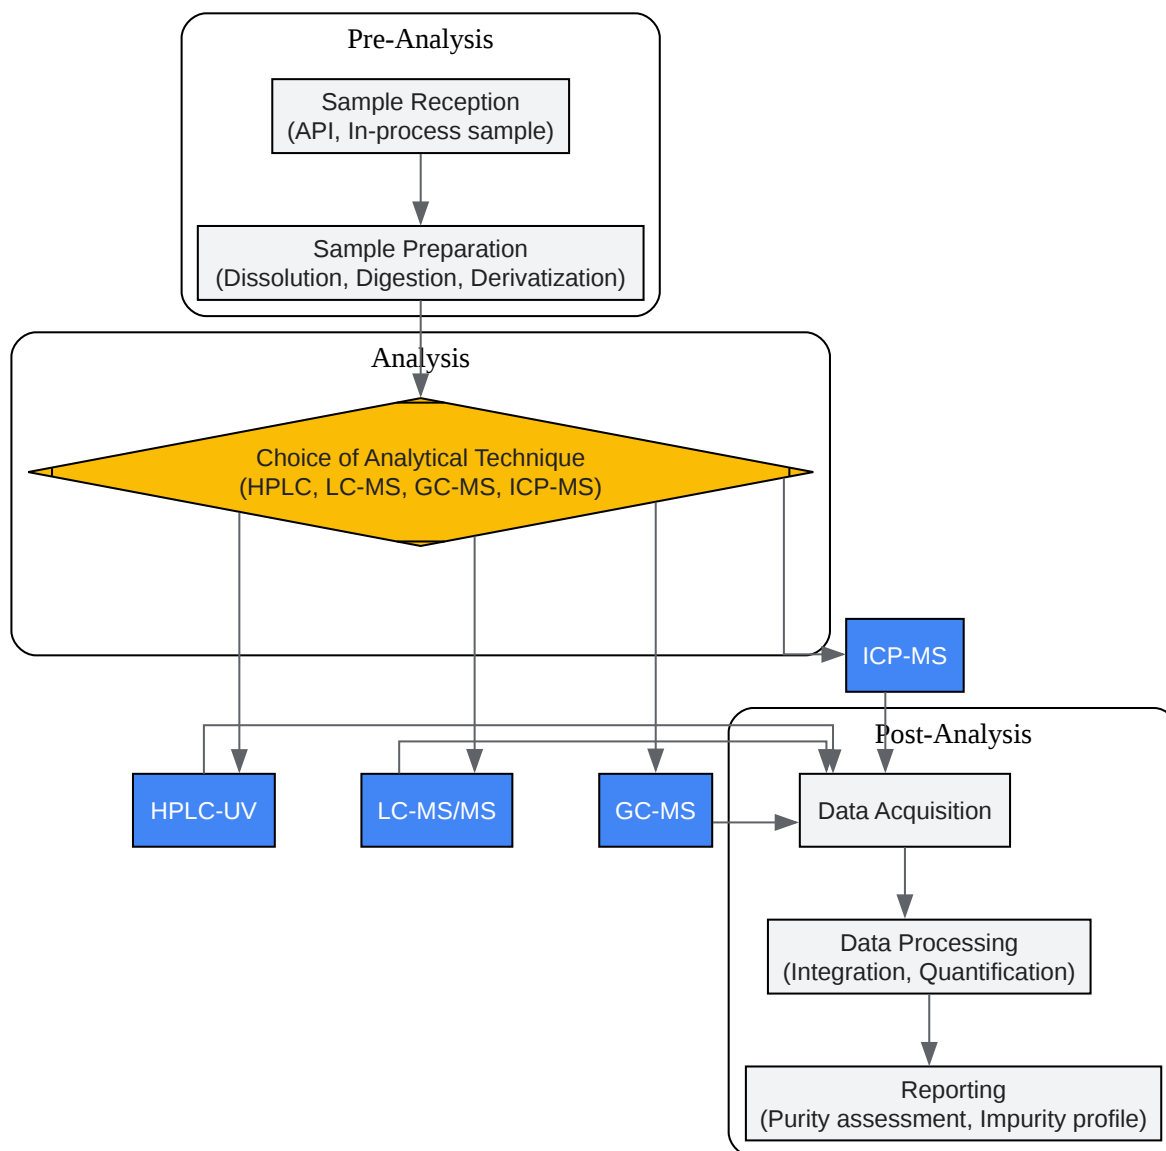 Pre-Analysis
Sample Reception
(API, In-process sample)
Sample Preparation
(Dissolution, Digestion, Derivatization)
Analysis
Choice of Analytical Technique
(HPLC, LC-MS, GC-MS, ICP-MS)
ICP-MS
Post-Analysis
HPLC-UV
LC-MS/MS
GC-MS
Data Acquisition
Data Processing
(Integration, Quantification)
Reporting
(Purity assessment, Impurity profile)